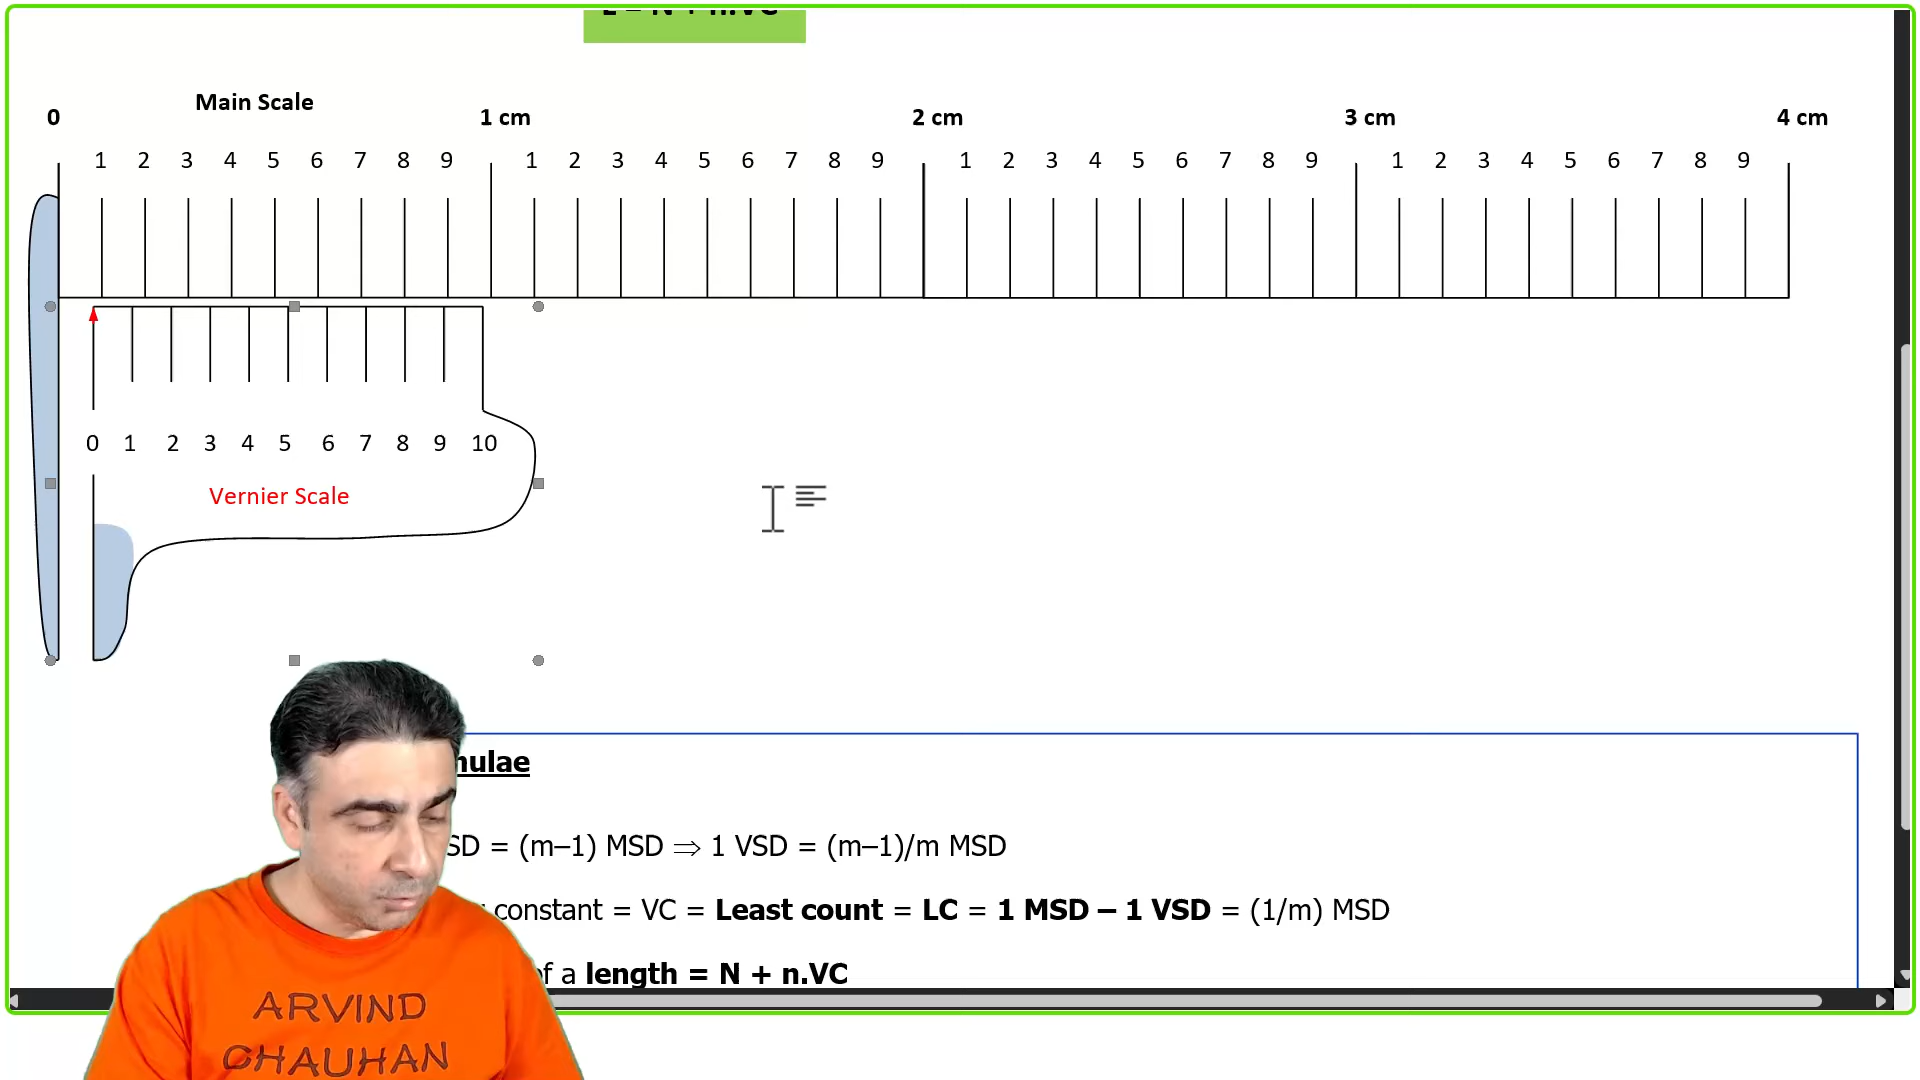 L = N + n.VC
Main Scale
0 1 cm 2 cm 3 cm 4 cm
1 2 3 4 5 6 7 8 9 1 2 3 4 5 6 7 8 9 1 2 3 4 5 6 7 8 9 1 2 3 4 5 6 7 8 9
0 1 2 3 4 5 6 7 8 9 10
Vernier Scale
SD = (m–1) MSD ⇒ 1 VSD = (m–1)/m MSD
constant = VC = Least count = LC = 1 MSD – 1 VSD = (1/m) MSD
of a length = N + n.VC
ARVIND
CHAUHAN